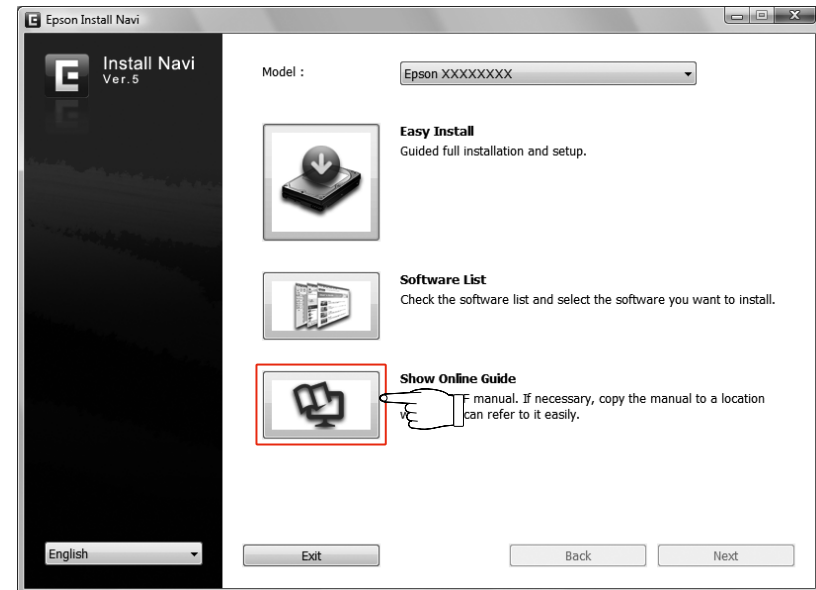 Epson Install Navi
Install Navi
Ver.5
Model :
Epson XXXXXXXX
Easy Install
Guided full installation and setup.
Software List
Check the software list and select the software you want to install.
Show Online Guide
F manual. If necessary, copy the manual to a location
can refer to it easily.
English
Exit
Back
Next